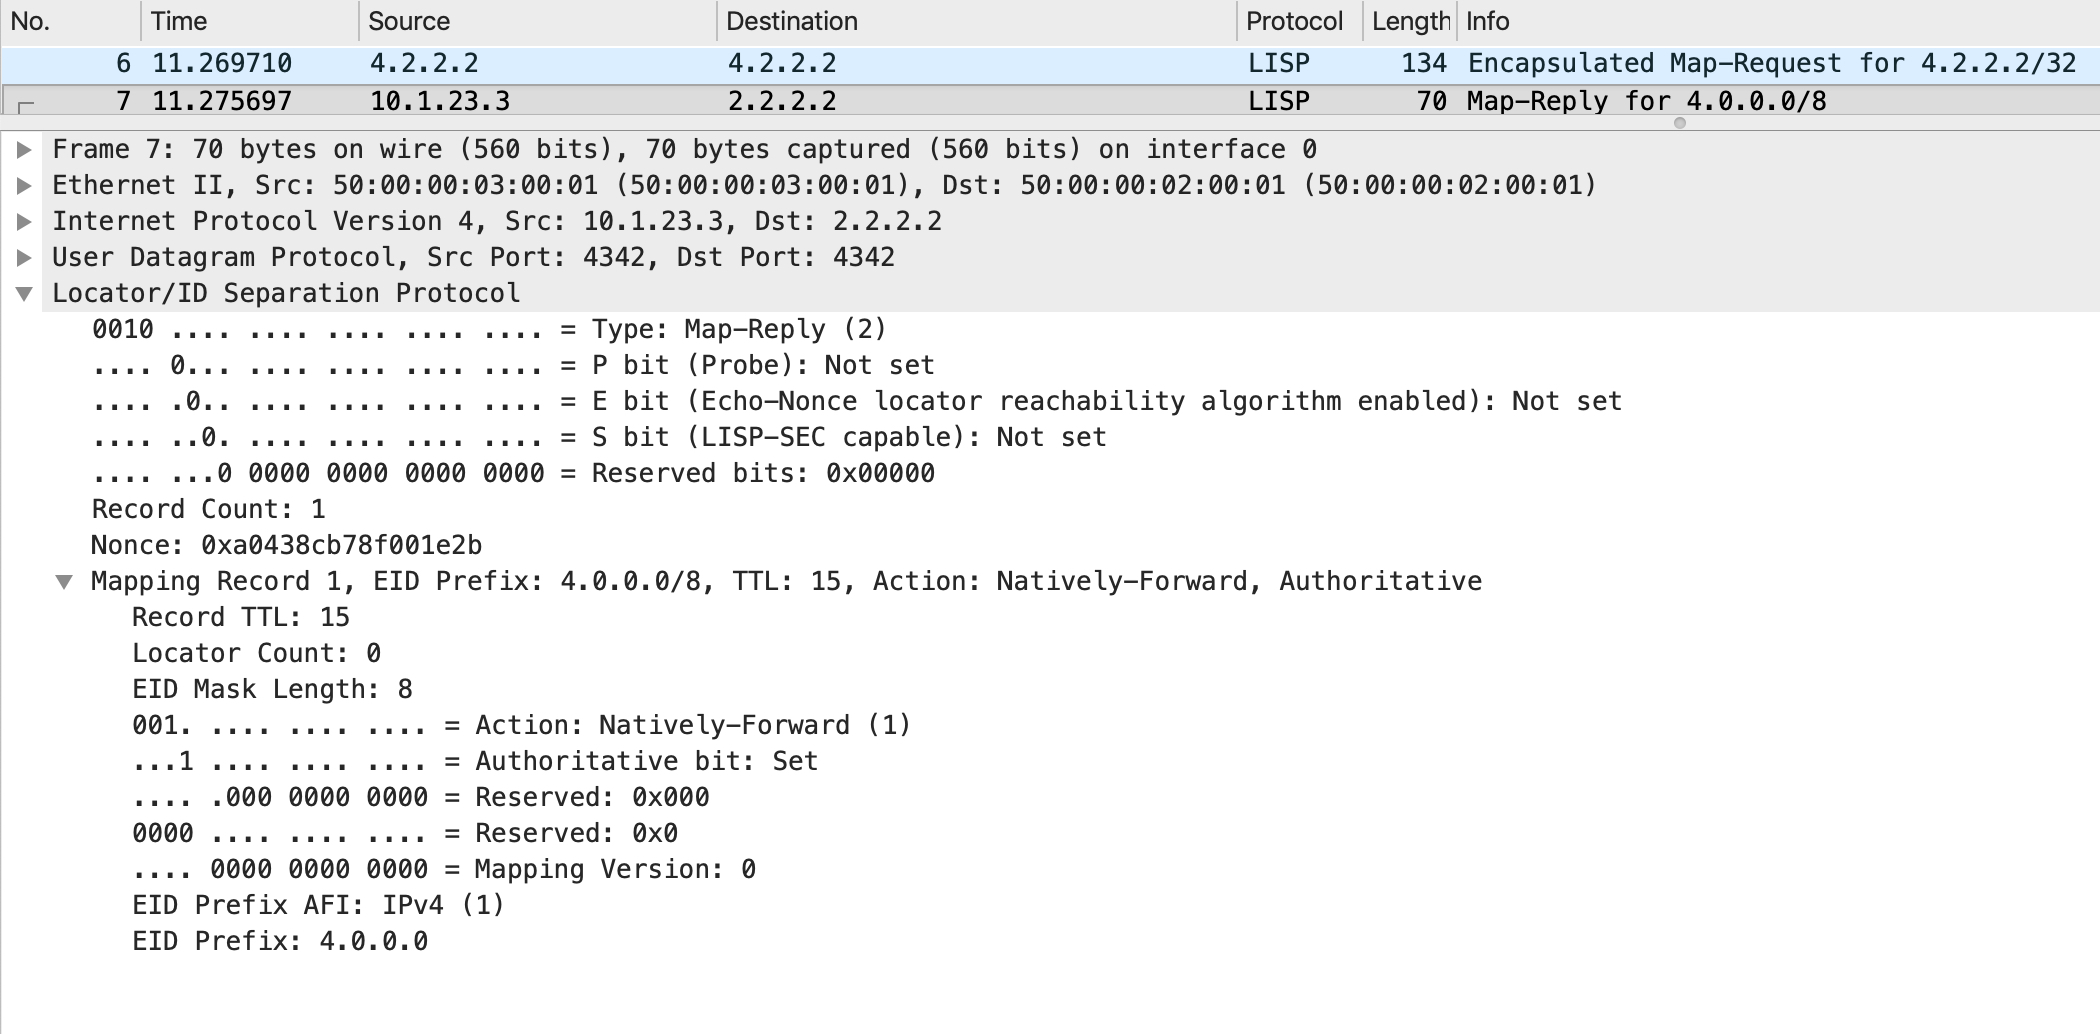 No. Time Source Destination Protocol Length Info
6 11.269710 4.2.2.2 4.2.2.2 LISP 134 Encapsulated Map-Request for 4.2.2.2/32
7 11.275697 10.1.23.3 2.2.2.2 LISP 70 Map-Reply for 4.0.0.0/8
Frame 7: 70 bytes on wire (560 bits), 70 bytes captured (560 bits) on interface 0
Ethernet II, Src: 50:00:00:03:00:01 (50:00:00:03:00:01), Dst: 50:00:00:02:00:01 (50:00:00:02:00:01)
Internet Protocol Version 4, Src: 10.1.23.3, Dst: 2.2.2.2
User Datagram Protocol, Src Port: 4342, Dst Port: 4342
Locator/ID Separation Protocol
0010 .... .... .... .... .... = Type: Map-Reply (2)
.... 0... .... .... .... .... = P bit (Probe): Not set
.... .0.. .... .... .... .... = E bit (Echo-Nonce locator reachability algorithm enabled): Not set
.... ..0. .... .... .... .... = S bit (LISP-SEC capable): Not set
.... ...0 0000 0000 0000 0000 = Reserved bits: 0x00000
Record Count: 1
Nonce: 0xa0438cb78f001e2b
Mapping Record 1, EID Prefix: 4.0.0.0/8, TTL: 15, Action: Natively-Forward, Authoritative
Record TTL: 15
Locator Count: 0
EID Mask Length: 8
001. .... .... .... = Action: Natively-Forward (1)
...1 .... .... .... = Authoritative bit: Set
.... .000 0000 0000 = Reserved: 0x000
0000 .... .... .... = Reserved: 0x0
.... 0000 0000 0000 = Mapping Version: 0
EID Prefix AFI: IPv4 (1)
EID Prefix: 4.0.0.0